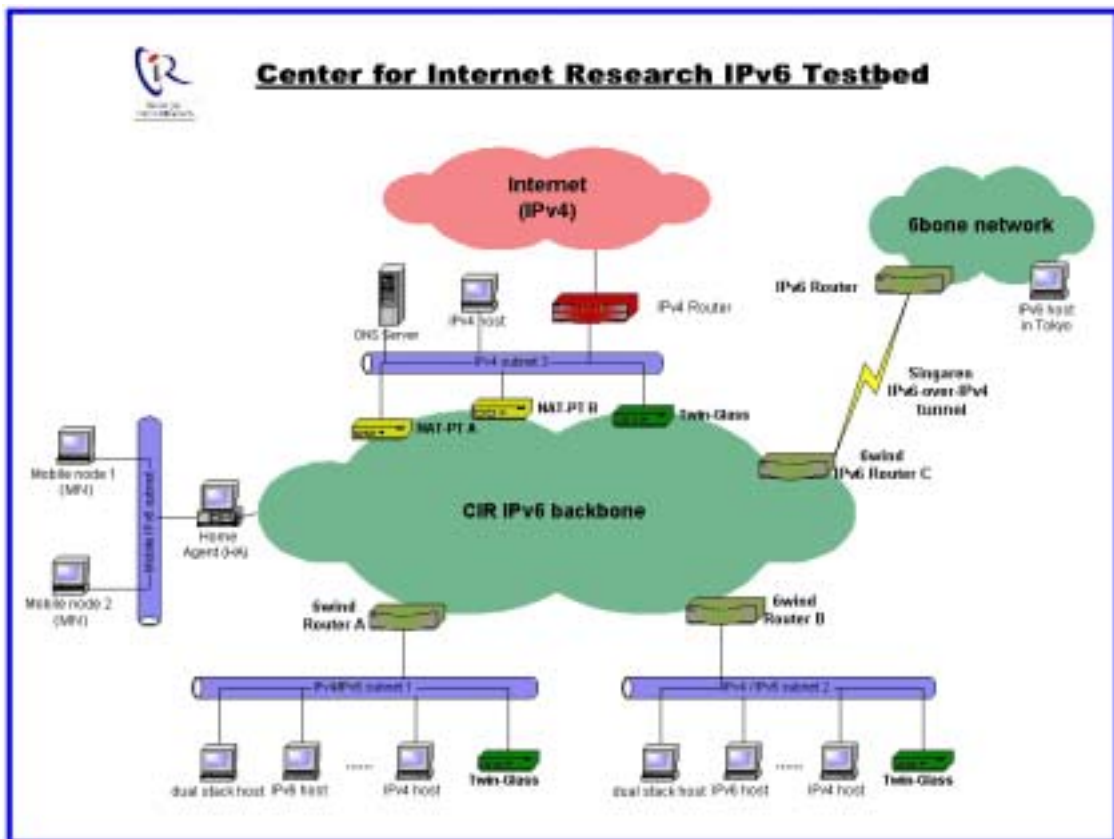 Center for Internet Research IPv6 Testbed
Internet
(IPv4)
6bone network
IPv6 Router
IPv6 host
in Tokyo
DNS Server
IPv4 host
IPv4 Router
IPv4 subnet 3
Singaren
IPv6-over-IPv4
tunnel
NAT-PT A
NAT-PT B
Twin-Glass
6wind
IPv6 Router C
CIR IPv6 backbone
Mobile node 1
(MN)
Mobile IPv6 subnet
Home
Agent (HA)
Mobile node 2
(MN)
6wind
Router A
6wind
Router B
IPv4/IPv6 subnet 1
IPv4 / IPv6 subnet 2
dual stack host
IPv6 host
.....
IPv4 host
Twin-Glass
dual stack host
IPv6 host
.....
IPv4 host
Twin-Glass